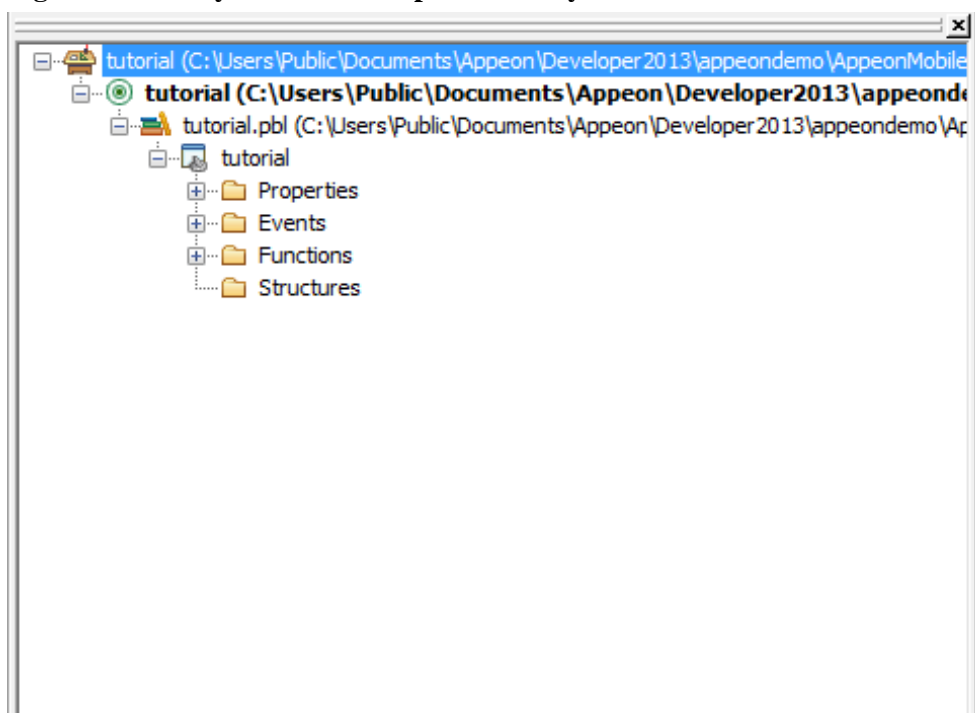 tutorial (C:\Users\Public\Documents\Appeon\Developer2013\appeondemo\AppeonMobile
tutorial (C:\Users\Public\Documents\Appeon\Developer2013\appeonde
tutorial.pbl (C:\Users\Public\Documents\Appeon\Developer2013\appeondemo\Ap
tutorial
Properties
Events
Functions
Structures